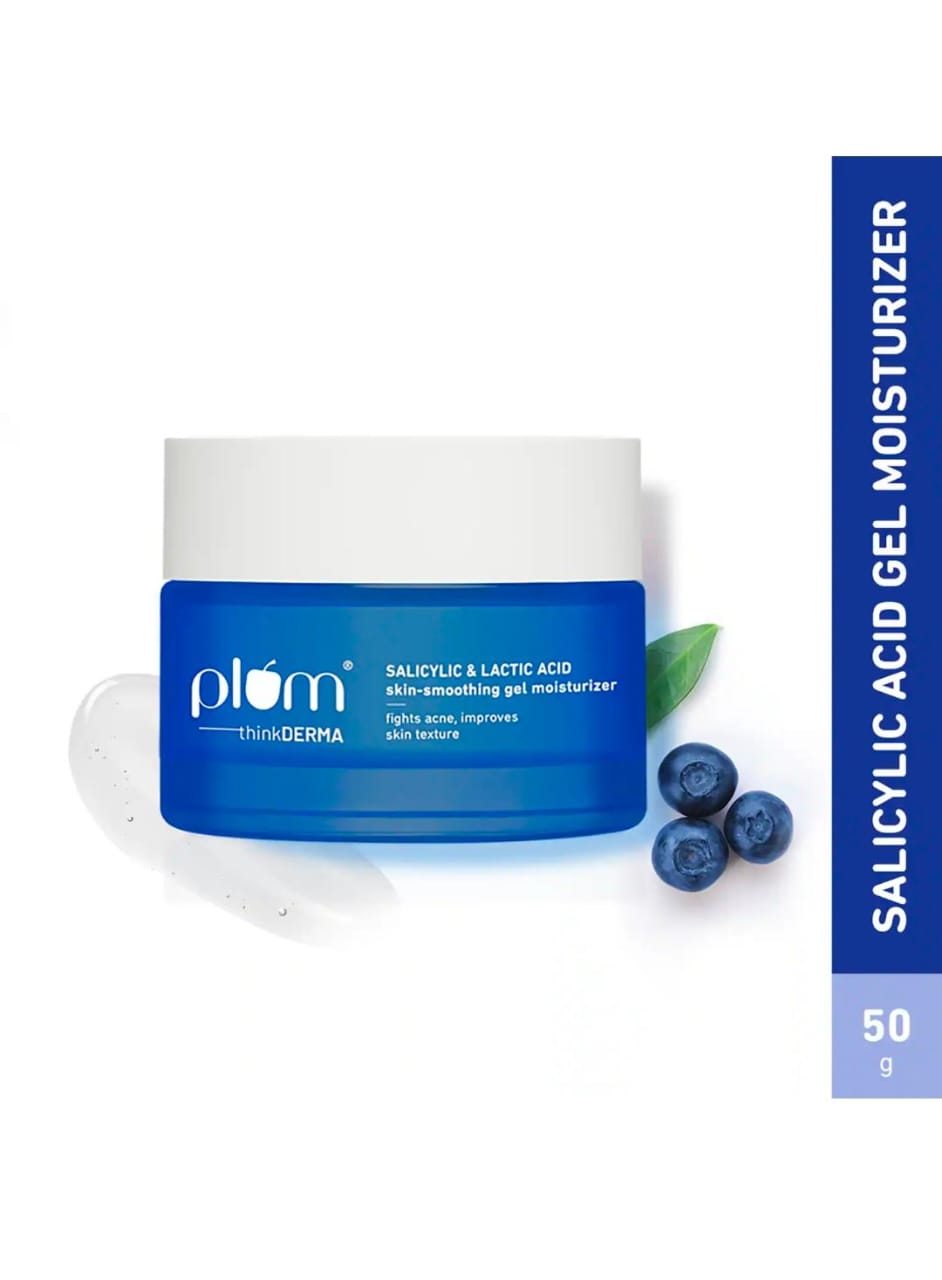 plum®
thinkDERMA
SALICYLIC & LACTIC ACID
skin-smoothing gel moisturizer
fights acne, improves
skin texture
SALICYLIC ACID GEL MOISTURIZER
50
g